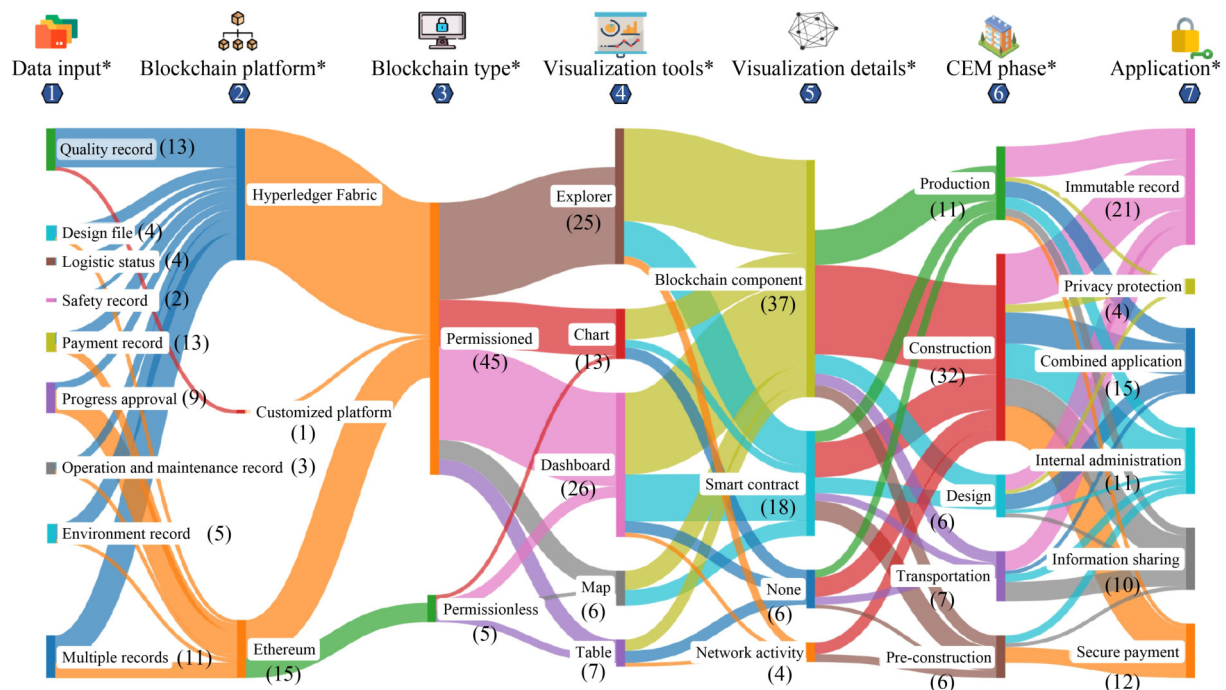 Data input*
Blockchain platform*
Blockchain type*
Visualization tools*
Visualization details*
CEM phase*
Application*
1
2
3
4
5
6
7
Quality record (13)
Design file (4)
Logistic status (4)
Safety record (2)
Payment record (13)
Progress approval (9)
Operation and maintenance record (3)
Environment record (5)
Multiple records (11)
Hyperledger Fabric
Customized platform
(1)
Ethereum
(15)
Permissioned
(45)
Permissionless
(5)
Explorer
(25)
Chart
(13)
Dashboard
(26)
Map
(6)
Table
(7)
Blockchain component
(37)
Smart contract
(18)
None
(6)
Network activity
(4)
Production
(11)
Construction
(32)
Design
(6)
Transportation
(7)
Pre-construction
(6)
Immutable record
(21)
Privacy protection
(4)
Combined application
(15)
Internal administration
(11)
Information sharing
(10)
Secure payment
(12)